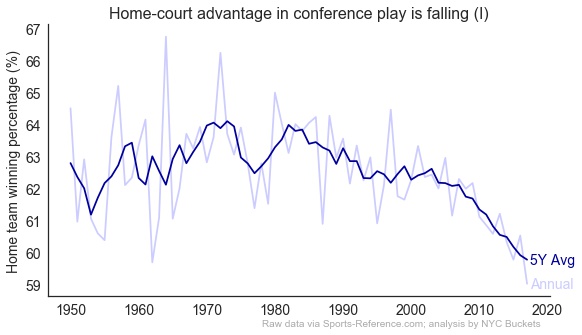 Home-court advantage in conference play is falling (I)
Home team winning percentage (%)
67
66
65
64
63
62
61
60
59
5Y Avg
Annual
1950 1960 1970 1980 1990 2000 2010 2020
Raw data via Sports-Reference.com; analysis by NYC Buckets